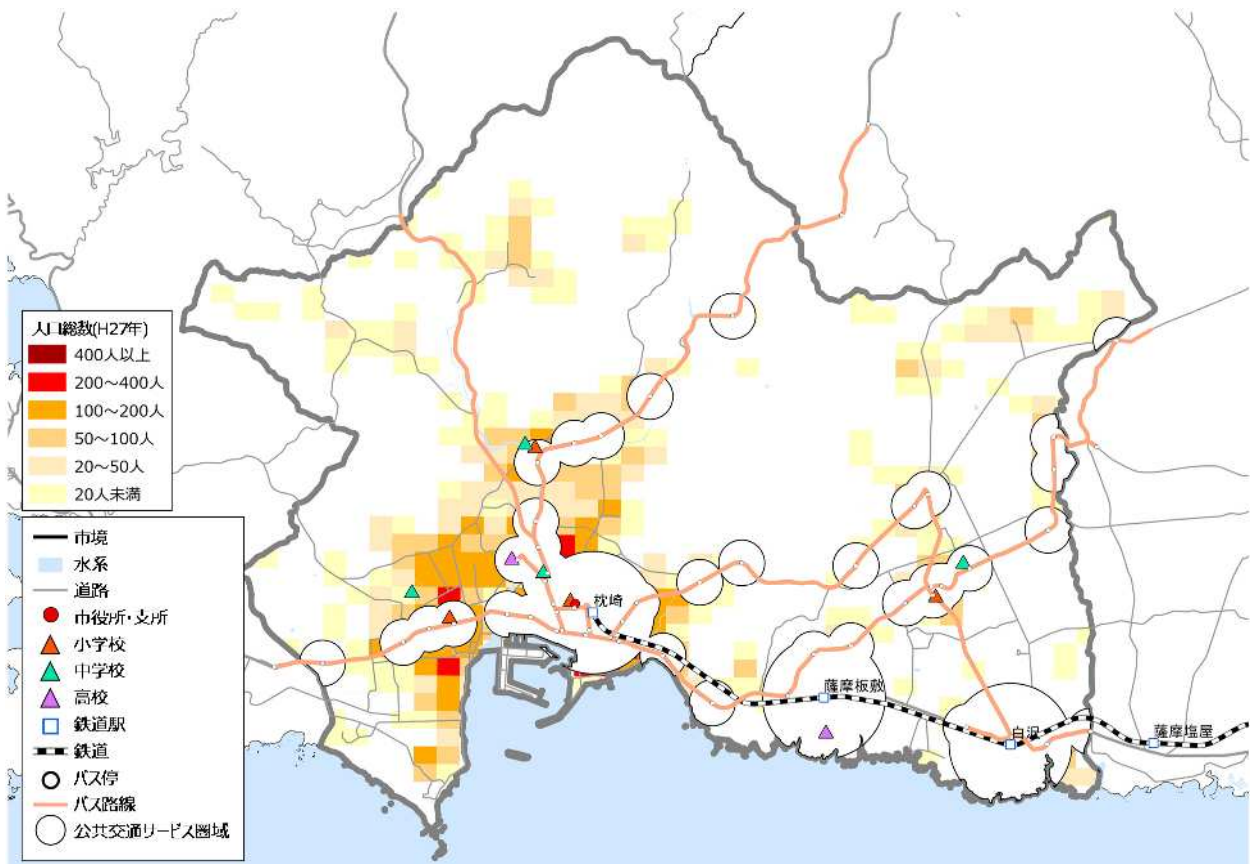 人口総数(H27年)
400人以上
200～400人
100～200人
50～100人
20～50人
20人未満
市境
水系
道路
市役所・支所
小学校
中学校
高校
鉄道駅
鉄道
バス停
バス路線
公共交通サービス圏域
枕崎
薩摩板敷
白沢
薩摩塩屋